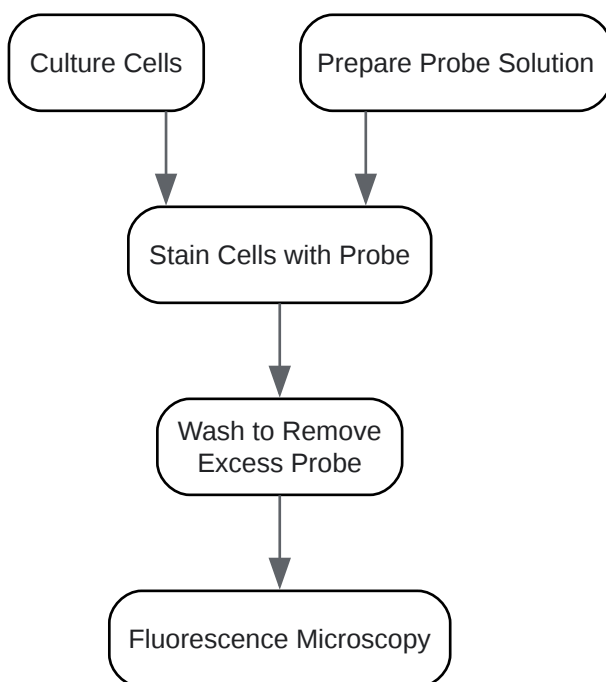 Culture Cells
Prepare Probe Solution
Stain Cells with Probe
Wash to Remove
Excess Probe
Fluorescence Microscopy